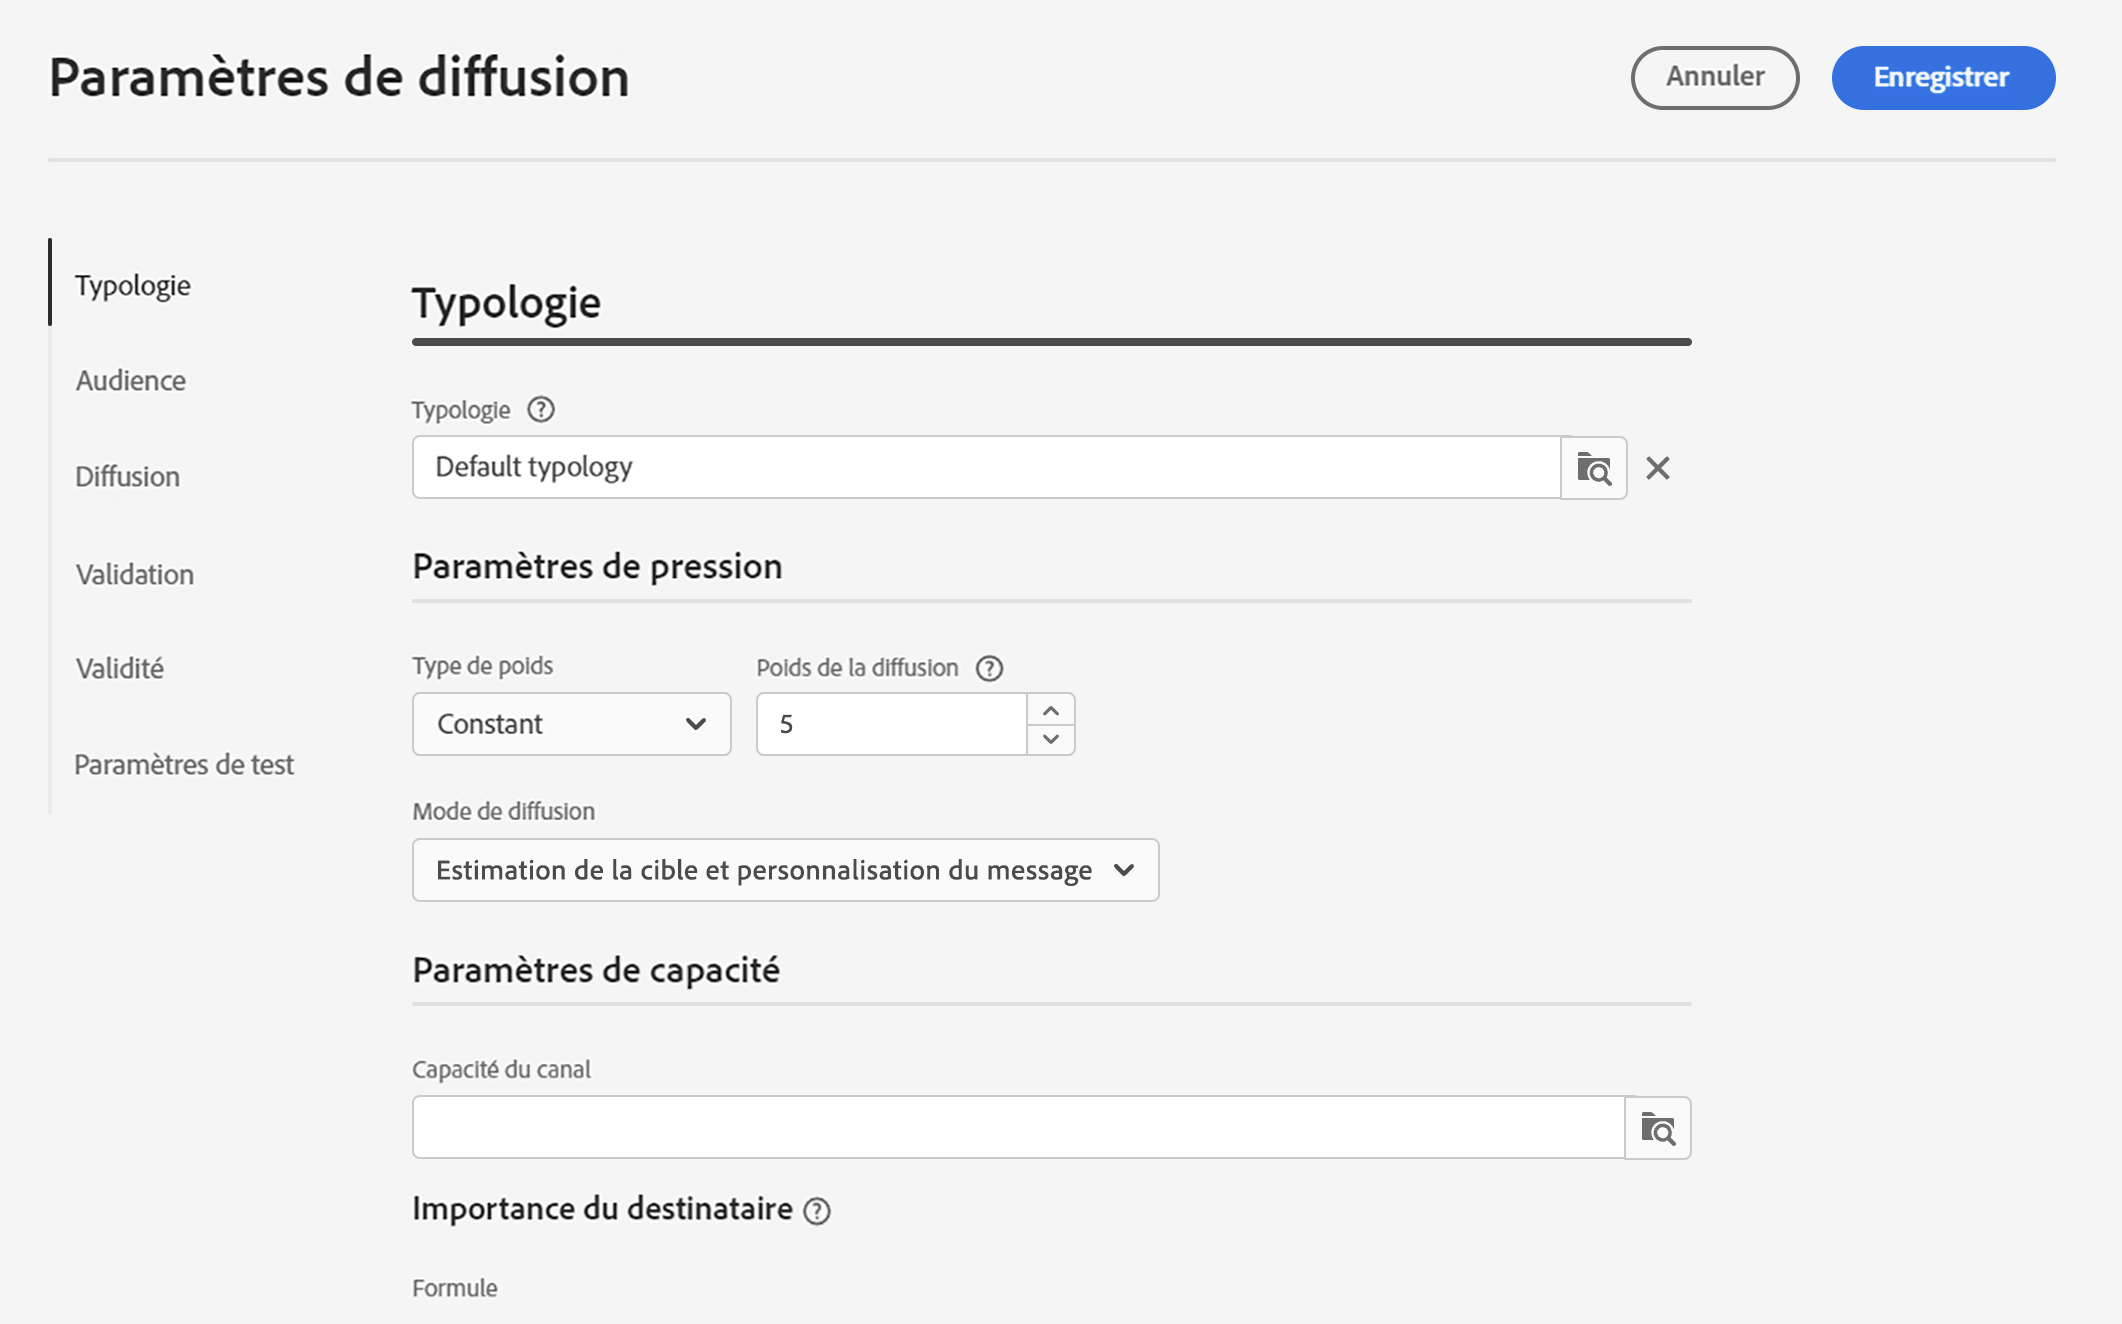 Paramètres de diffusion
Annuler
Enregistrer
Typologie
Audience
Diffusion
Validation
Validité
Paramètres de test
Typologie
Typologie
Default typology
Paramètres de pression
Type de poids
Poids de la diffusion
Constant
5
Mode de diffusion
Estimation de la cible et personnalisation du message
Paramètres de capacité
Capacité du canal
Importance du destinataire
Formule